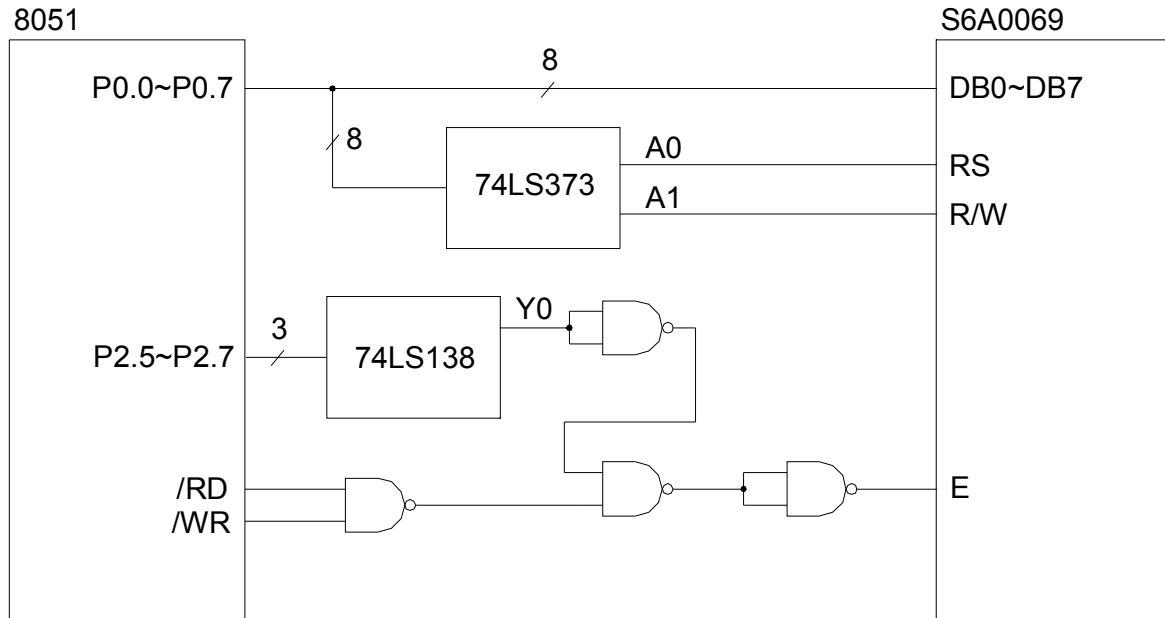 8051
S6A0069
P0.0~P0.7
8
DB0~DB7
8
74LS373
A0
RS
A1
R/W
Y0
P2.5~P2.7
3
74LS138
/RD
/WR
E